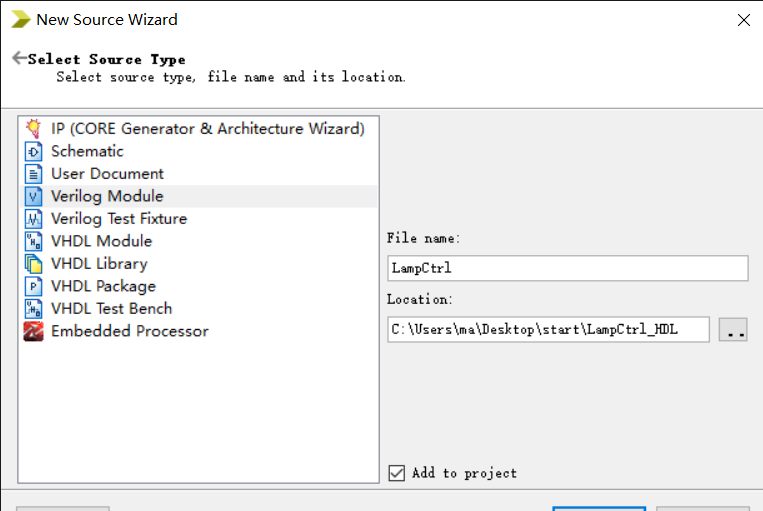 New Source Wizard
Select Source Type
Select source type, file name and its location.
IP (CORE Generator & Architecture Wizard)
Schematic
User Document
Verilog Module
Verilog Test Fixture
VHDL Module
VHDL Library
VHDL Package
VHDL Test Bench
Embedded Processor
File name:
LampCtrl
Location:
C:\Users\ma\Desktop\start\LampCtrl_HDL
..
Add to project